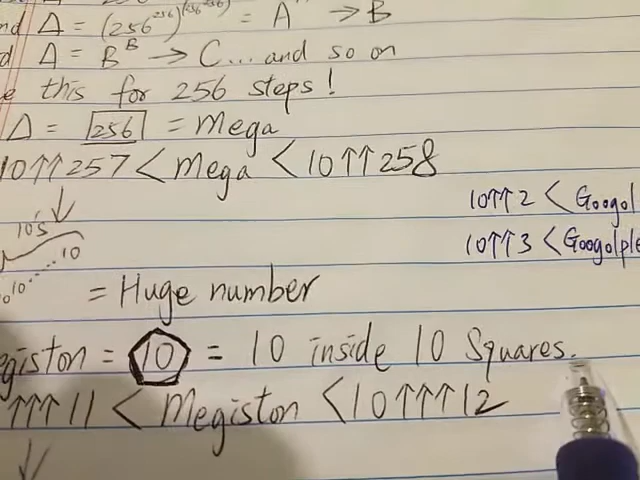 Δ = (256^256)^(256^256) = A → B
Δ = B^B → C... and so on
this for 256 steps!
Δ = 256 = Mega
10↑↑257 < Mega < 10↑↑258
10↑↑2 < Googol
10's
10↑↑3 < Googolple
10
10
= Huge number
egiston = 10 = 10 inside 10 Squares.
↑↑↑11 < Megiston < 10↑↑↑12